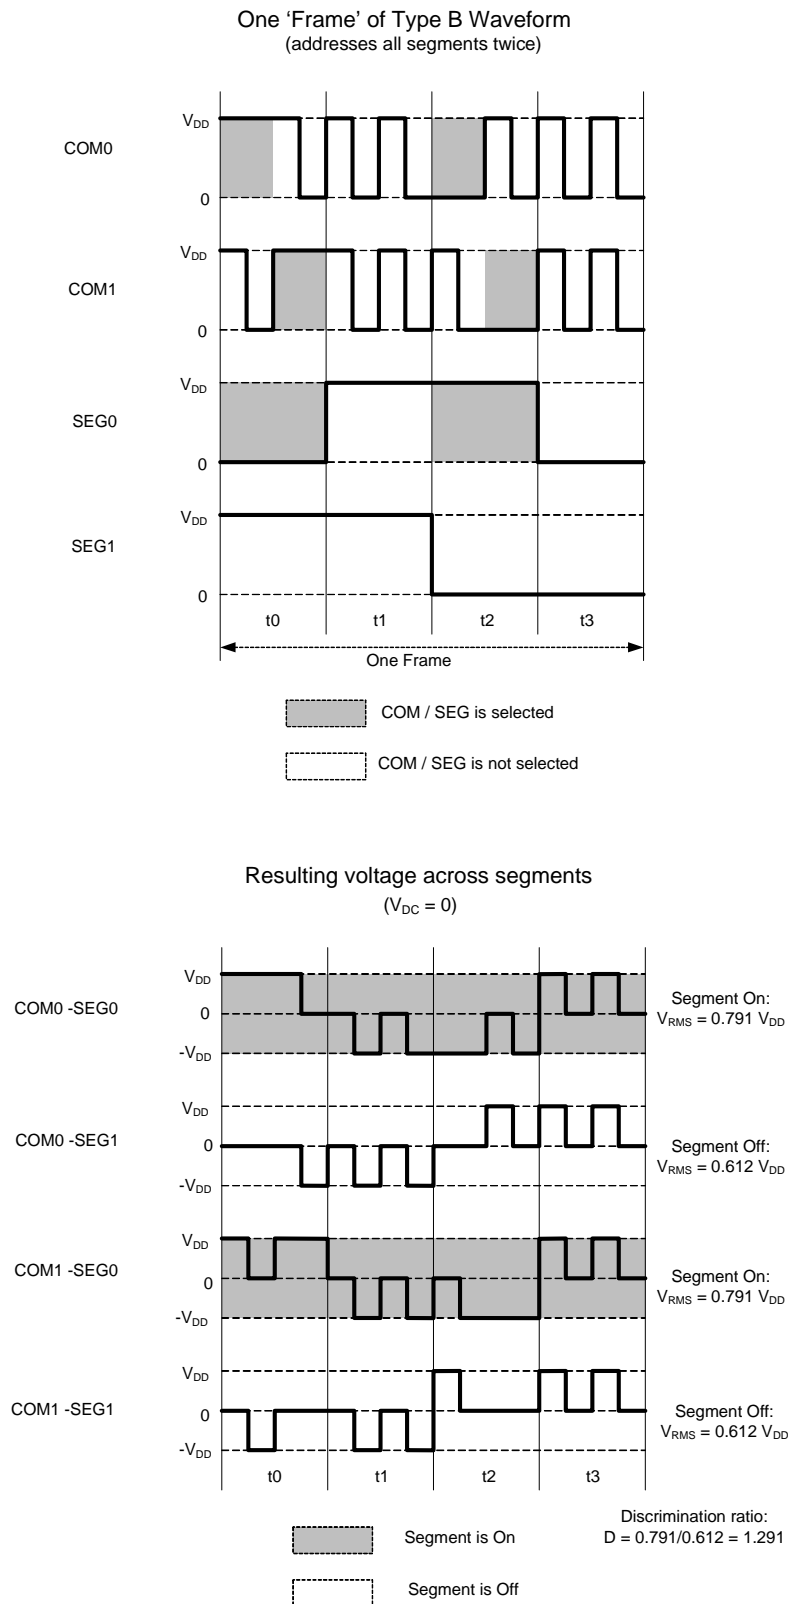 One 'Frame' of Type B Waveform
(addresses all segments twice)
VDD
COM0
0
VDD
COM1
0
VDD
SEG0
0
VDD
SEG1
0
t0 t1 t2 t3
One Frame
COM / SEG is selected
COM / SEG is not selected
Resulting voltage across segments
(VDC = 0)
VDD
COM0 -SEG0
0
-VDD
Segment On:
VRMS = 0.791 VDD
VDD
COM0 -SEG1
0
-VDD
Segment Off:
VRMS = 0.612 VDD
VDD
COM1 -SEG0
0
-VDD
Segment On:
VRMS = 0.791 VDD
VDD
COM1 -SEG1
0
-VDD
Segment Off:
VRMS = 0.612 VDD
t0 t1 t2 t3
Discrimination ratio:
D = 0.791/0.612 = 1.291
Segment is On
Segment is Off